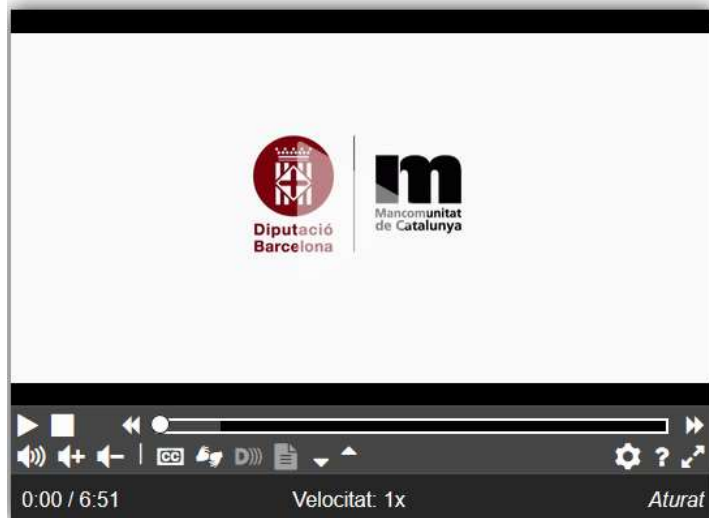 m
Diputació
Barcelona
Mancomunitat
de Catalunya
CC D ?
0:00 / 6:51 Velocitat: 1x Aturat